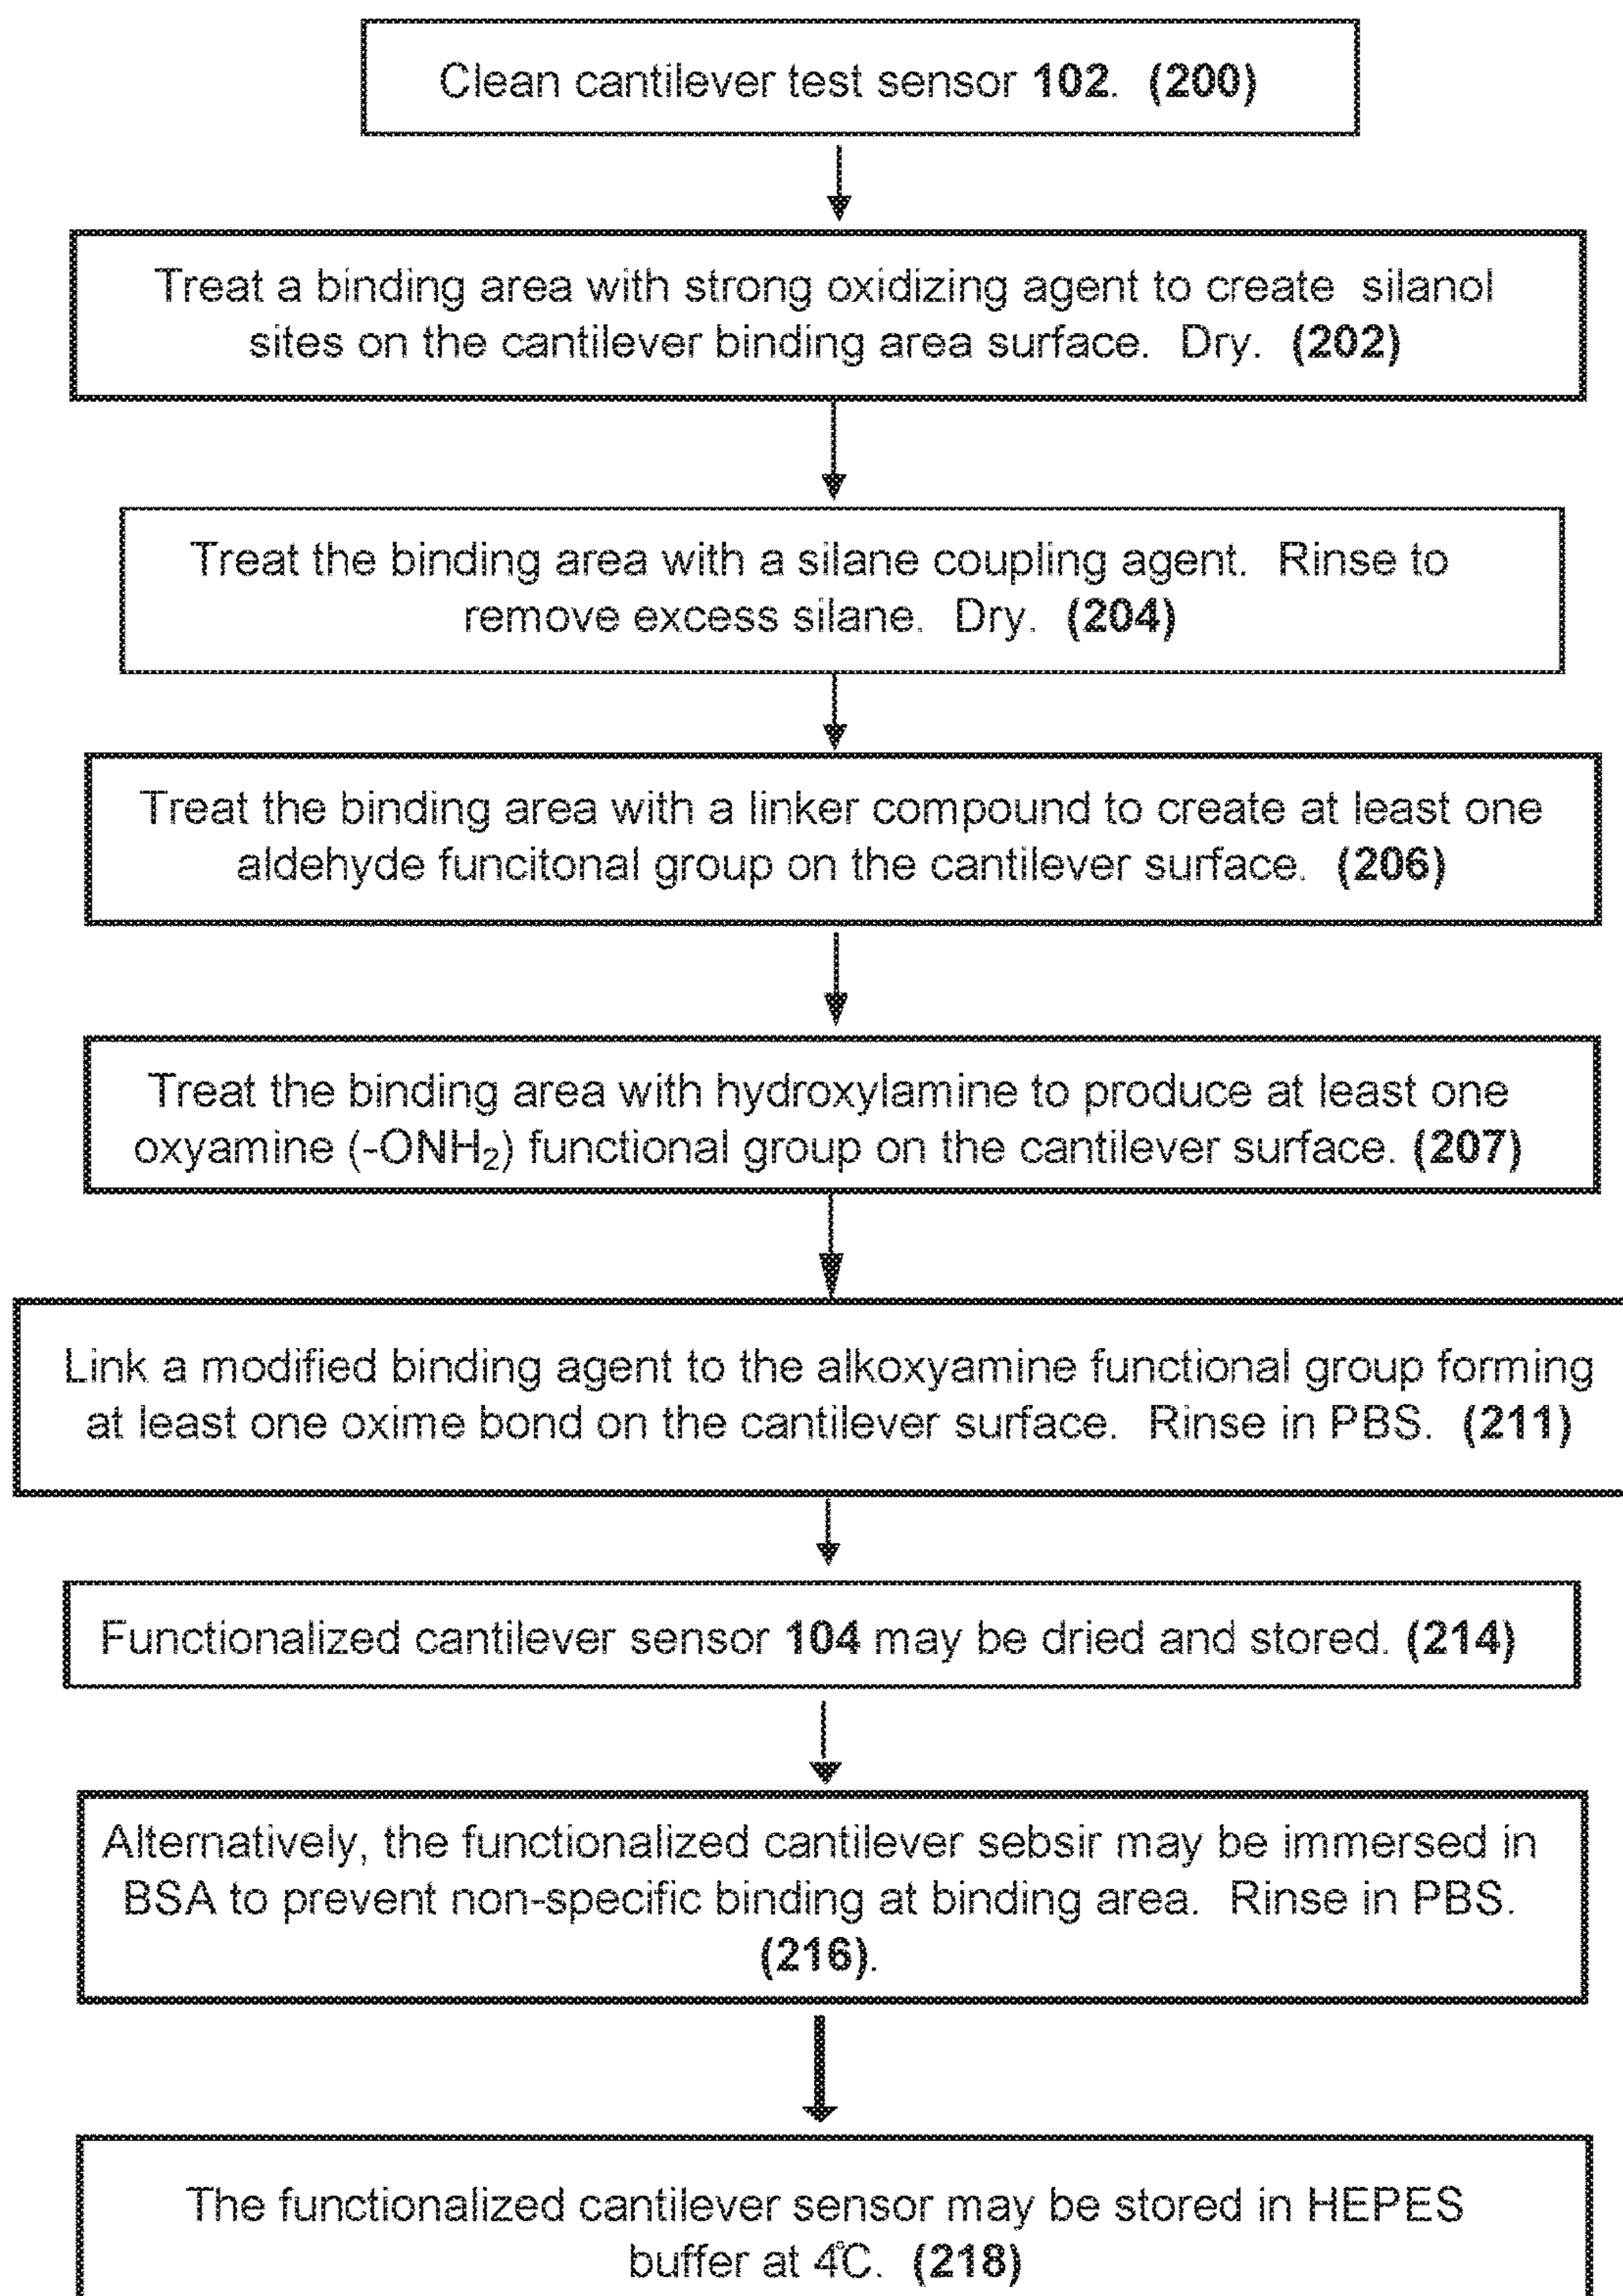 Clean cantilever test sensor 102. (200)
Treat a binding area with strong oxidizing agent to create silanol
sites on the cantilever binding area surface. Dry. (202)
Treat the binding area with a silane coupling agent. Rinse to
remove excess silane. Dry. (204)
Treat the binding area with a linker compound to create at least one
aldehyde funcitonal group on the cantilever surface. (206)
Treat the binding area with hydroxylamine to produce at least one
oxyamine (-ONH₂) functional group on the cantilever surface. (207)
Link a modified binding agent to the alkoxyamine functional group forming
at least one oxime bond on the cantilever surface. Rinse in PBS. (211)
Functionalized cantilever sensor 104 may be dried and stored. (214)
Alternatively, the functionalized cantilever sebsir may be immersed in
BSA to prevent non-specific binding at binding area. Rinse in PBS.
(216).
The functionalized cantilever sensor may be stored in HEPES
buffer at 4°C. (218)